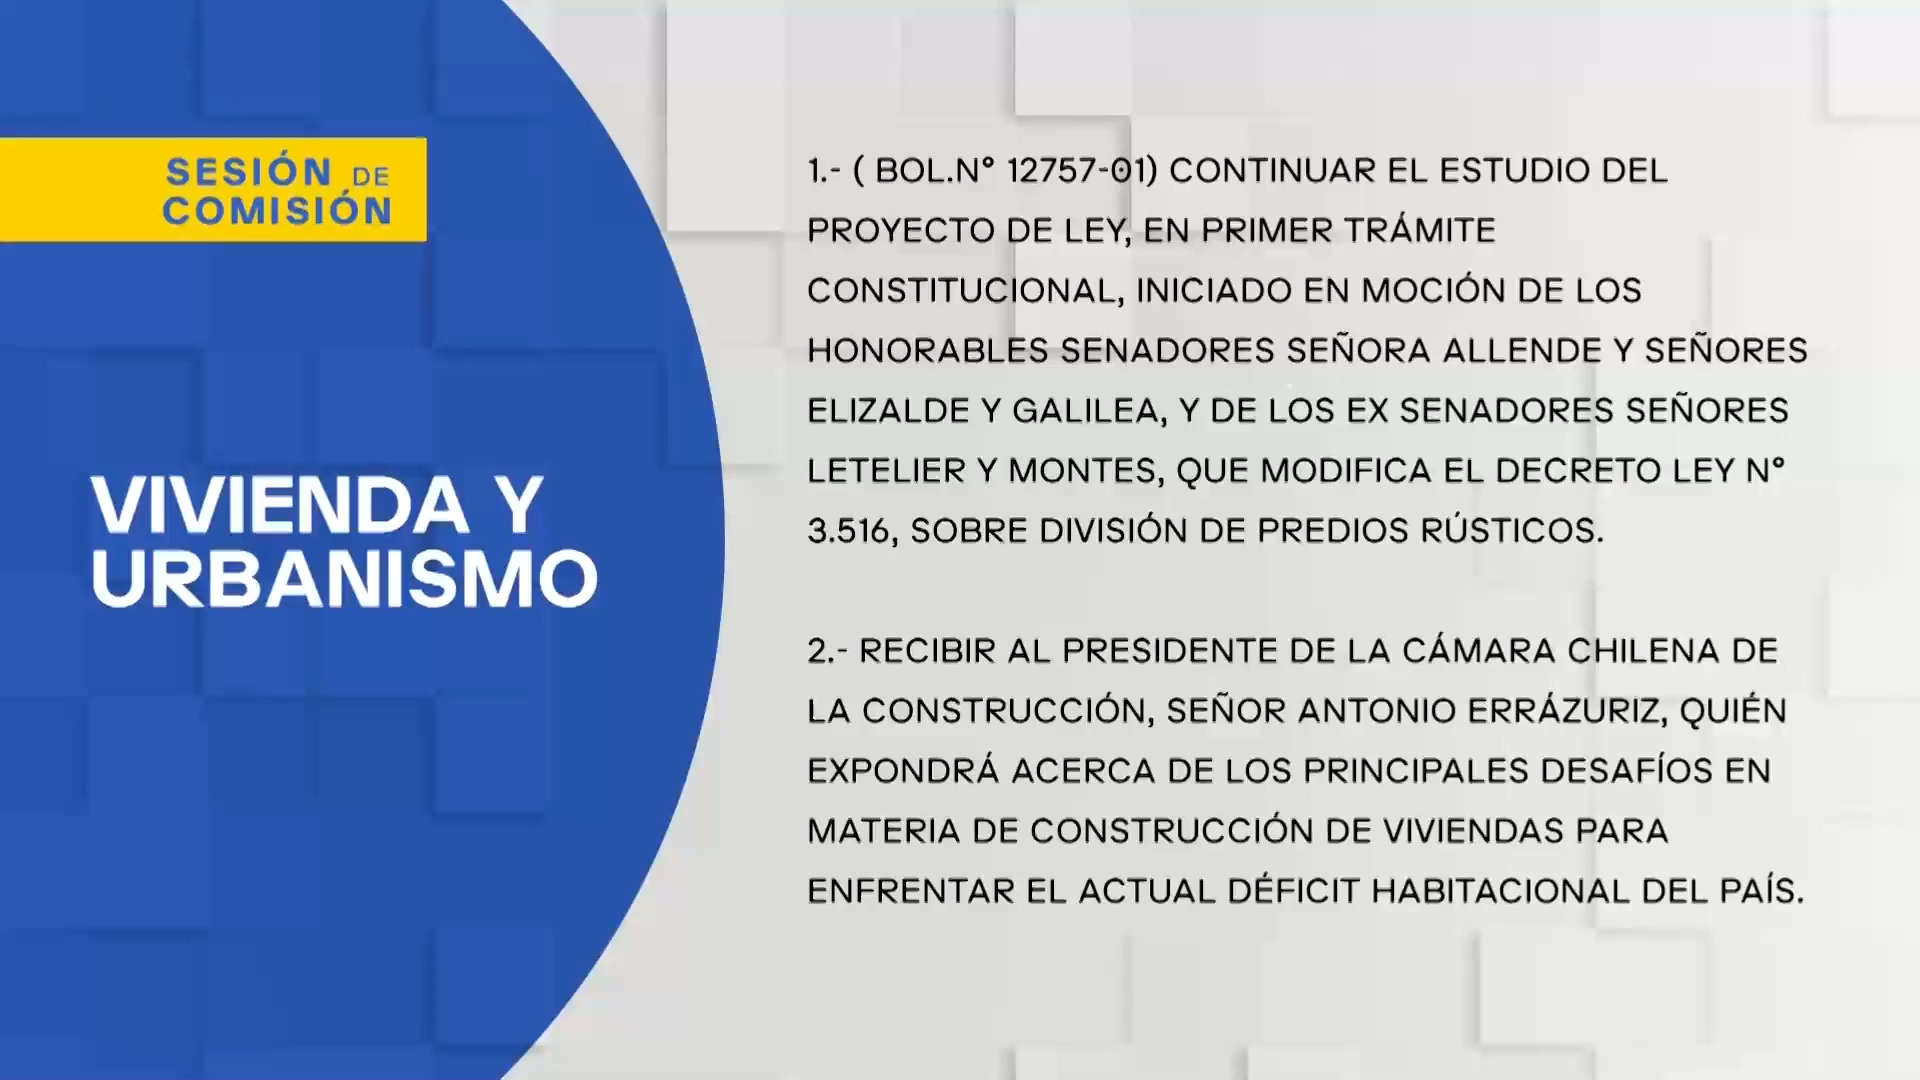 SESIÓN DE
COMISIÓN
VIVIENDA Y
URBANISMO
1.- ( BOL.N° 12757-01) CONTINUAR EL ESTUDIO DEL
PROYECTO DE LEY, EN PRIMER TRÁMITE
CONSTITUCIONAL, INICIADO EN MOCIÓN DE LOS
HONORABLES SENADORES SEÑORA ALLENDE Y SEÑORES
ELIZALDE Y GALILEA, Y DE LOS EX SENADORES SEÑORES
LETELIER Y MONTES, QUE MODIFICA EL DECRETO LEY N°
3.516, SOBRE DIVISIÓN DE PREDIOS RÚSTICOS.
2.- RECIBIR AL PRESIDENTE DE LA CÁMARA CHILENA DE
LA CONSTRUCCIÓN, SEÑOR ANTONIO ERRÁZURIZ, QUIÉN
EXPONDRÁ ACERCA DE LOS PRINCIPALES DESAFÍOS EN
MATERIA DE CONSTRUCCIÓN DE VIVIENDAS PARA
ENFRENTAR EL ACTUAL DÉFICIT HABITACIONAL DEL PAÍS.